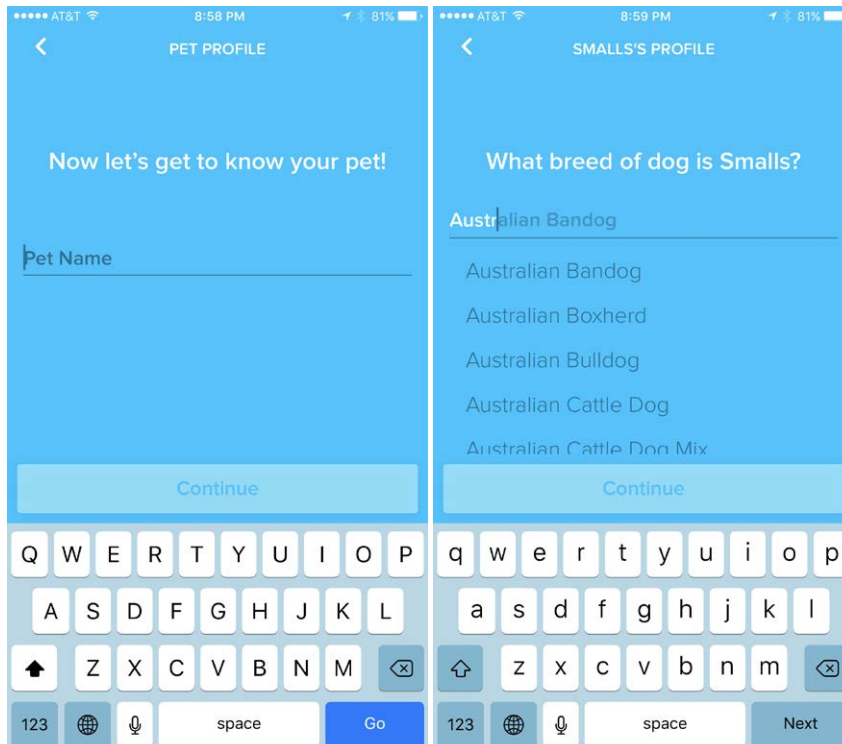 AT&T 8:58 PM 81%
PET PROFILE
Now let's get to know your pet!
Pet Name
Continue
Q W E R T Y U I O P
A S D F G H J K L
Z X C V B N M
123 space Go
AT&T 8:59 PM 81%
SMALLS'S PROFILE
What breed of dog is Smalls?
Australian Bandog
Australian Bandog
Australian Boxherd
Australian Bulldog
Australian Cattle Dog
Australian Cattle Dog Mix
Continue
q w e r t y u i o p
a s d f g h j k l
z x c v b n m
123 space Next